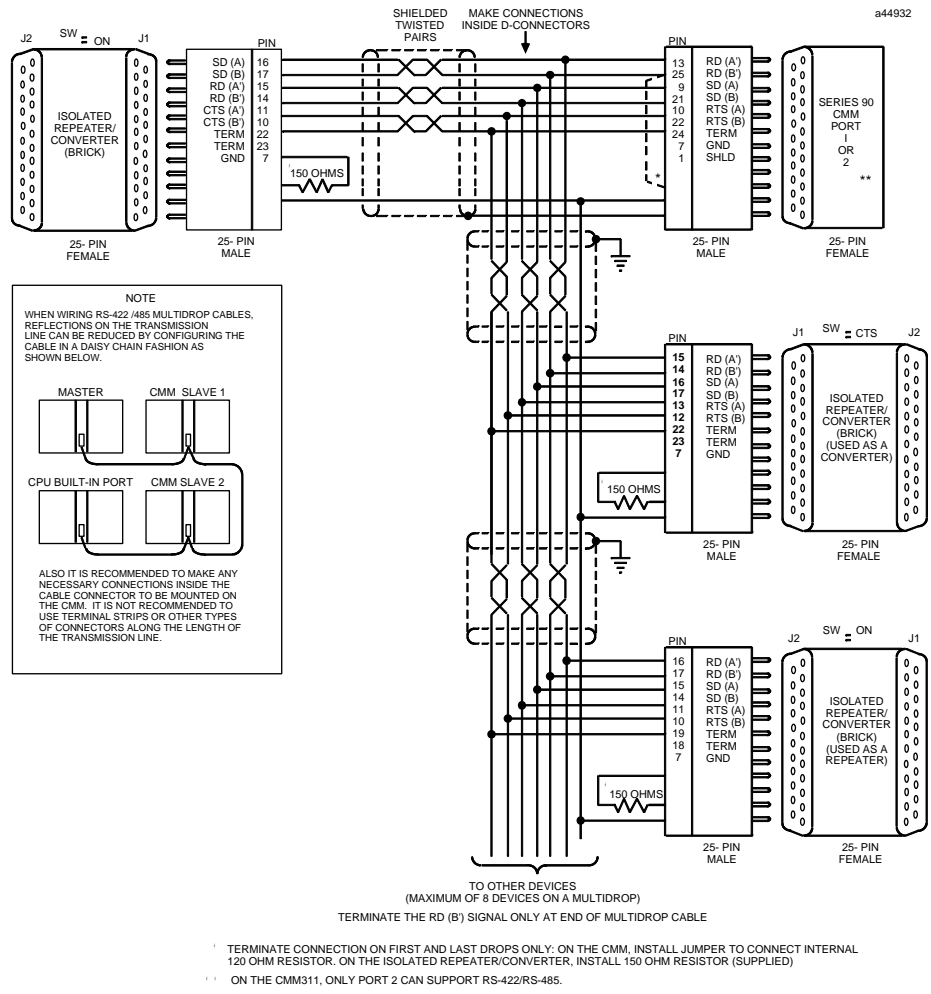 SHIELDED
TWISTED
PAIRS
MAKE CONNECTIONS
INSIDE D-CONNECTORS
a44932
J2
SW
ON
J1
ISOLATED
REPEATER/
CONVERTER
(BRICK)
25- PIN
FEMALE
PIN
SD (A) 16
SD (B) 17
RD (A') 15
RD (B') 14
CTS (A') 11
CTS (B') 10
TERM 22
TERM 23
GND 7
150 OHMS
25- PIN
MALE
PIN
13 RD (A')
25 RD (B')
9 SD (A)
21 SD (B)
10 RTS (A)
22 RTS (B)
24 TERM
7 GND
1 SHLD
*
25- PIN
MALE
SERIES 90
CMM
PORT
I
OR
2
**
25- PIN
FEMALE
NOTE
WHEN WIRING RS-422 /485 MULTIDROP CABLES,
REFLECTIONS ON THE TRANSMISSION
LINE CAN BE REDUCED BY CONFIGURING THE
CABLE IN A DAISY CHAIN FASHION AS
SHOWN BELOW.
MASTER
CMM SLAVE 1
CPU BUILT-IN PORT
CMM SLAVE 2
ALSO IT IS RECOMMENDED TO MAKE ANY
NECESSARY CONNECTIONS INSIDE THE
CABLE CONNECTOR TO BE MOUNTED ON
THE CMM. IT IS NOT RECOMMENDED TO
USE TERMINAL STRIPS OR OTHER TYPES
OF CONNECTORS ALONG THE LENGTH OF
THE TRANSMISSION LINE.
PIN
15 RD (A')
14 RD (B')
16 SD (A)
17 SD (B)
13 RTS (A)
12 RTS (B)
22 TERM
23 TERM
7 GND
150 OHMS
25- PIN
MALE
J1
SW
CTS
J2
ISOLATED
REPEATER/
CONVERTER
(BRICK)
(USED AS A
CONVERTER)
25- PIN
FEMALE
PIN
16 RD (A')
17 RD (B')
15 SD (A)
14 SD (B)
11 RTS (A)
10 RTS (B)
19 TERM
18 TERM
7 GND
150 OHMS
25- PIN
MALE
J2
SW
ON
J1
ISOLATED
REPEATER/
CONVERTER
(BRICK)
(USED AS A
REPEATER)
25- PIN
FEMALE
TO OTHER DEVICES
(MAXIMUM OF 8 DEVICES ON A MULTIDROP)
TERMINATE THE RD (B') SIGNAL ONLY AT END OF MULTIDROP CABLE
TERMINATE CONNECTION ON FIRST AND LAST DROPS ONLY: ON THE CMM, INSTALL JUMPER TO CONNECT INTERNAL
120 OHM RESISTOR. ON THE ISOLATED REPEATER/CONVERTER, INSTALL 150 OHM RESISTOR (SUPPLIED)
ON THE CMM311, ONLY PORT 2 CAN SUPPORT RS-422/RS-485.